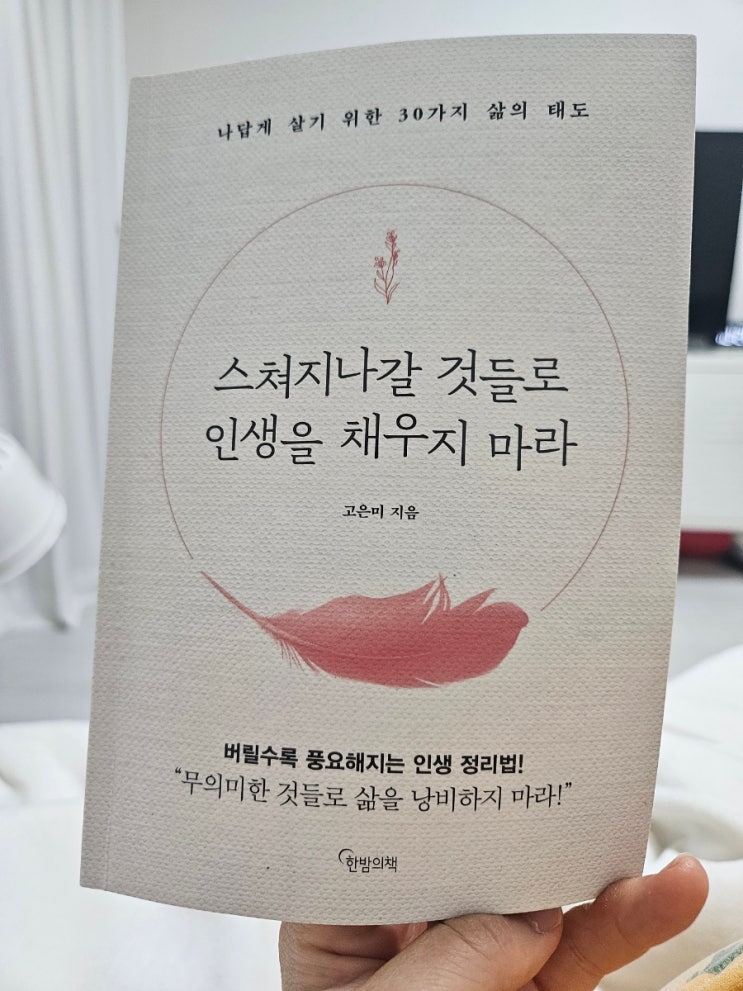 나답게 살기 위한 30가지 삶의 태도
스쳐지나갈 것들로
인생을 채우지 마라
고은미 지음
버릴수록 풍요해지는 인생 정리법!
“무의미한 것들로 삶을 낭비하지 마라!”
한밤의책